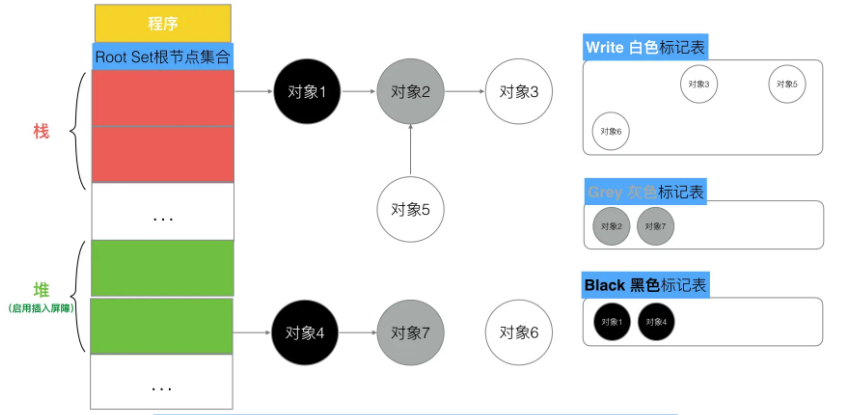 程序
Root Set根节点集合
栈
...
堆
(启用插入屏障)
...
对象1
对象2
对象3
对象5
对象4
对象7
对象6
Write 白色标记表
对象3
对象5
对象6
Grey 灰色标记表
对象2
对象7
Black 黑色标记表
对象1
对象4